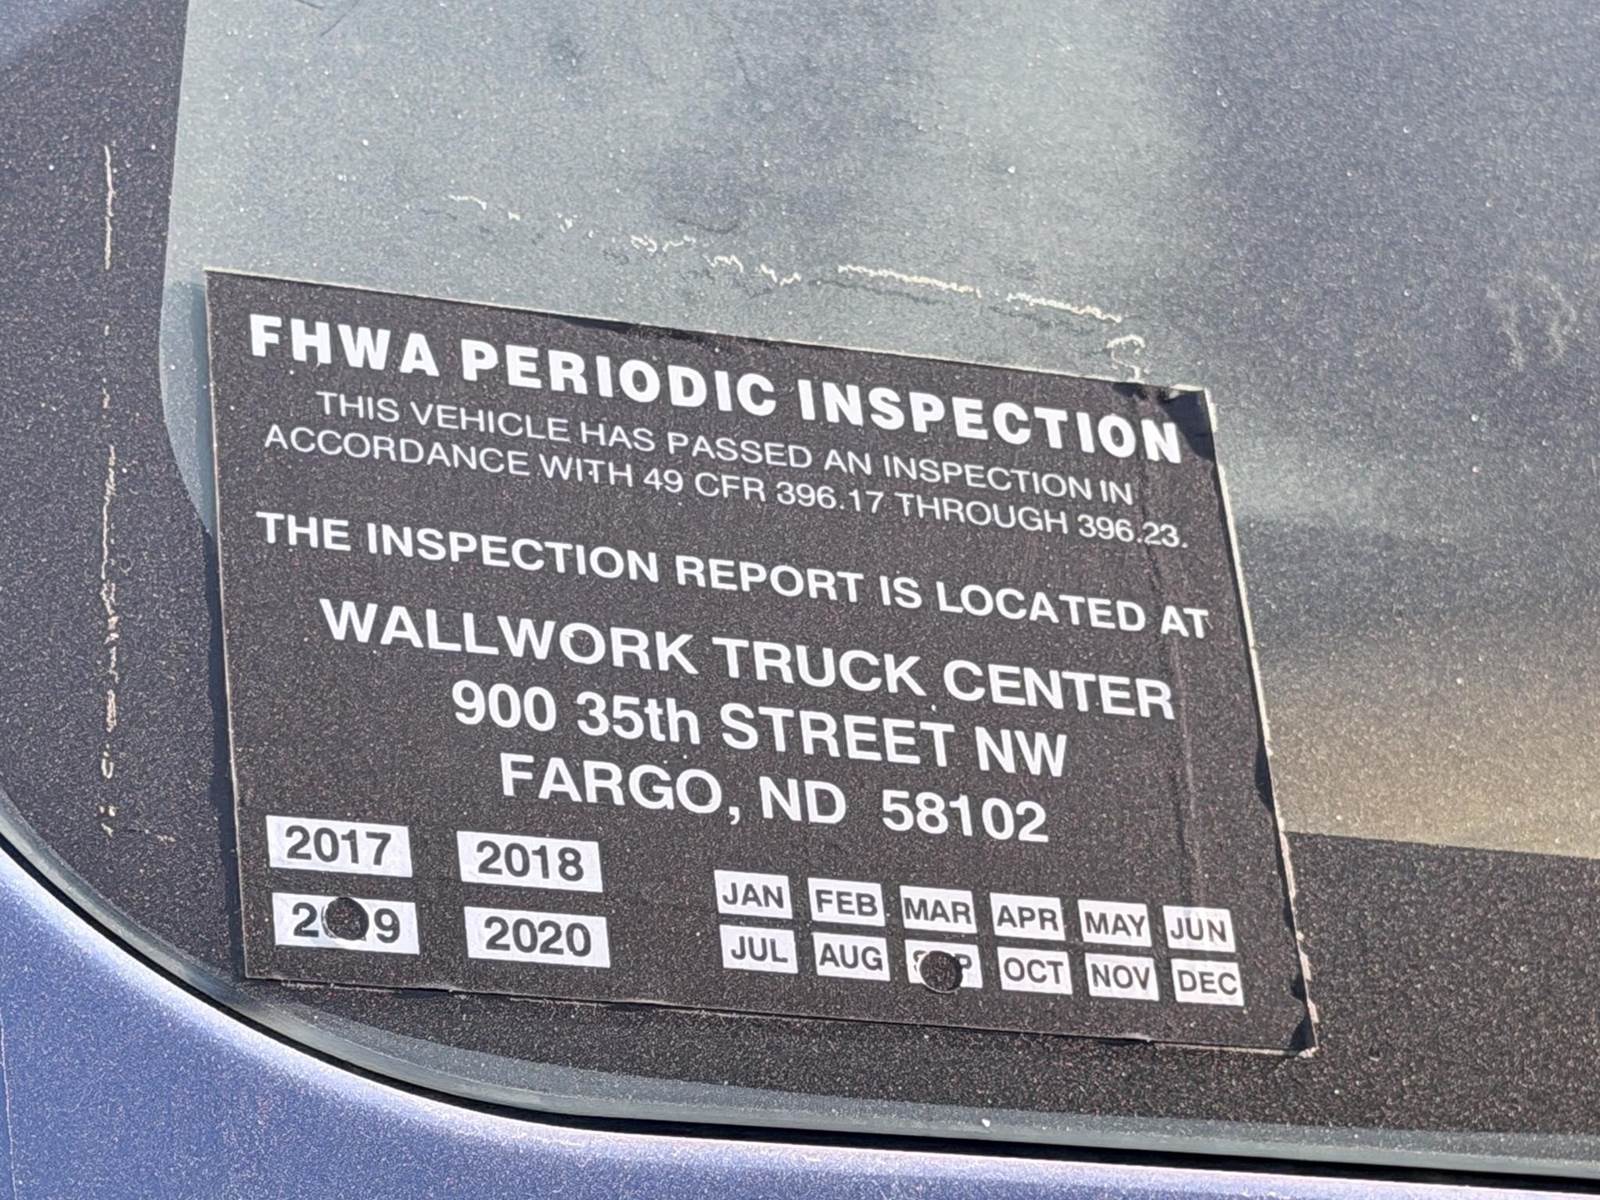 FHWA PERIODIC INSPECTION
THIS VEHICLE HAS PASSED AN INSPECTION IN
ACCORDANCE WITH 49 CFR 396.17 THROUGH 396.23.
THE INSPECTION REPORT IS LOCATED AT
WALLWORK TRUCK CENTER
900 35th STREET NW
FARGO, ND 58102
2017 2018
2019 2020
JAN FEB MAR APR MAY JUN
JUL AUG SEP OCT NOV DEC